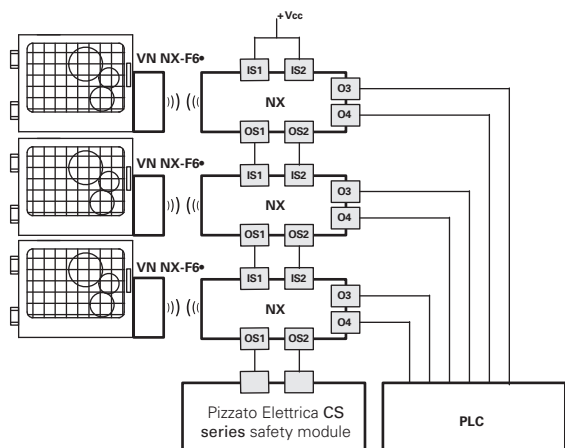 +Vcc
VN NX-F6•
IS1 IS2
NX
O3
O4
OS1 OS2
VN NX-F6•
IS1 IS2
NX
O3
O4
OS1 OS2
VN NX-F6•
IS1 IS2
NX
O3
O4
OS1 OS2
Pizzato Elettrica CS
series safety module
PLC